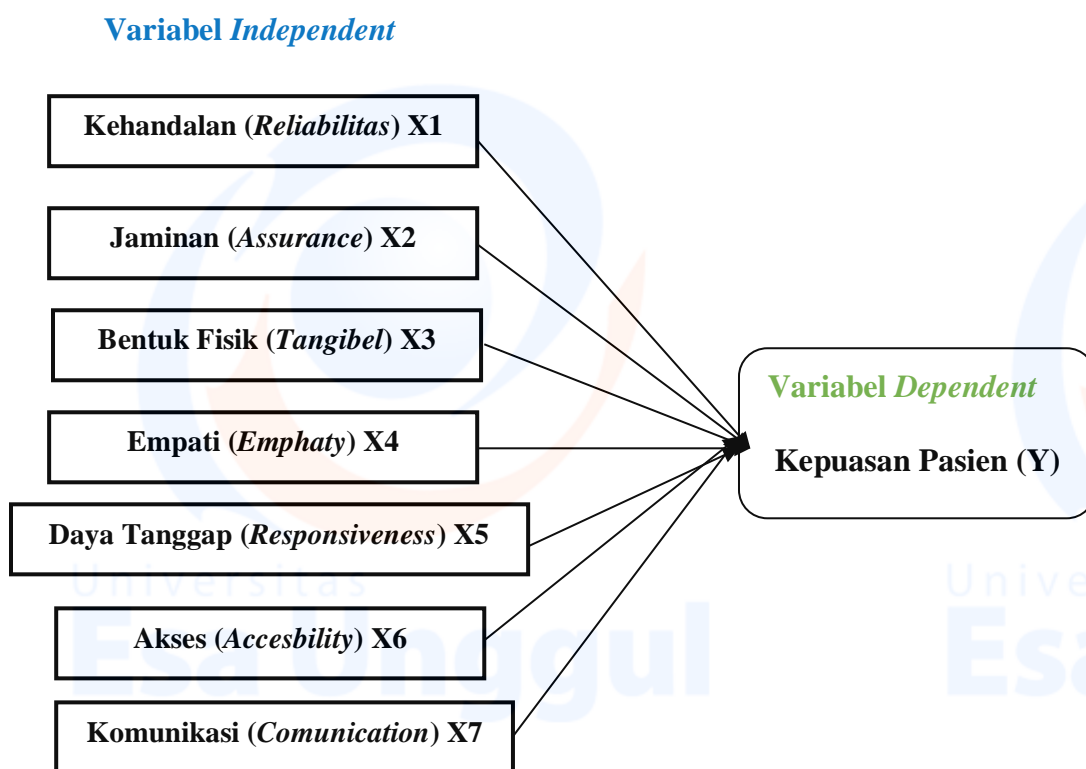 Variabel Independent
Kehandalan (Reliabilitas) X1
Jaminan (Assurance) X2
Bentuk Fisik (Tangibel) X3
Variabel Dependent
Empati (Emphaty) X4
Kepuasan Pasien (Y)
Daya Tanggap (Responsiveness) X5
Universitas
Esa Unggul
Univer
Esa
Akses (Accesbility) X6
Komunikasi (Comunication) X7